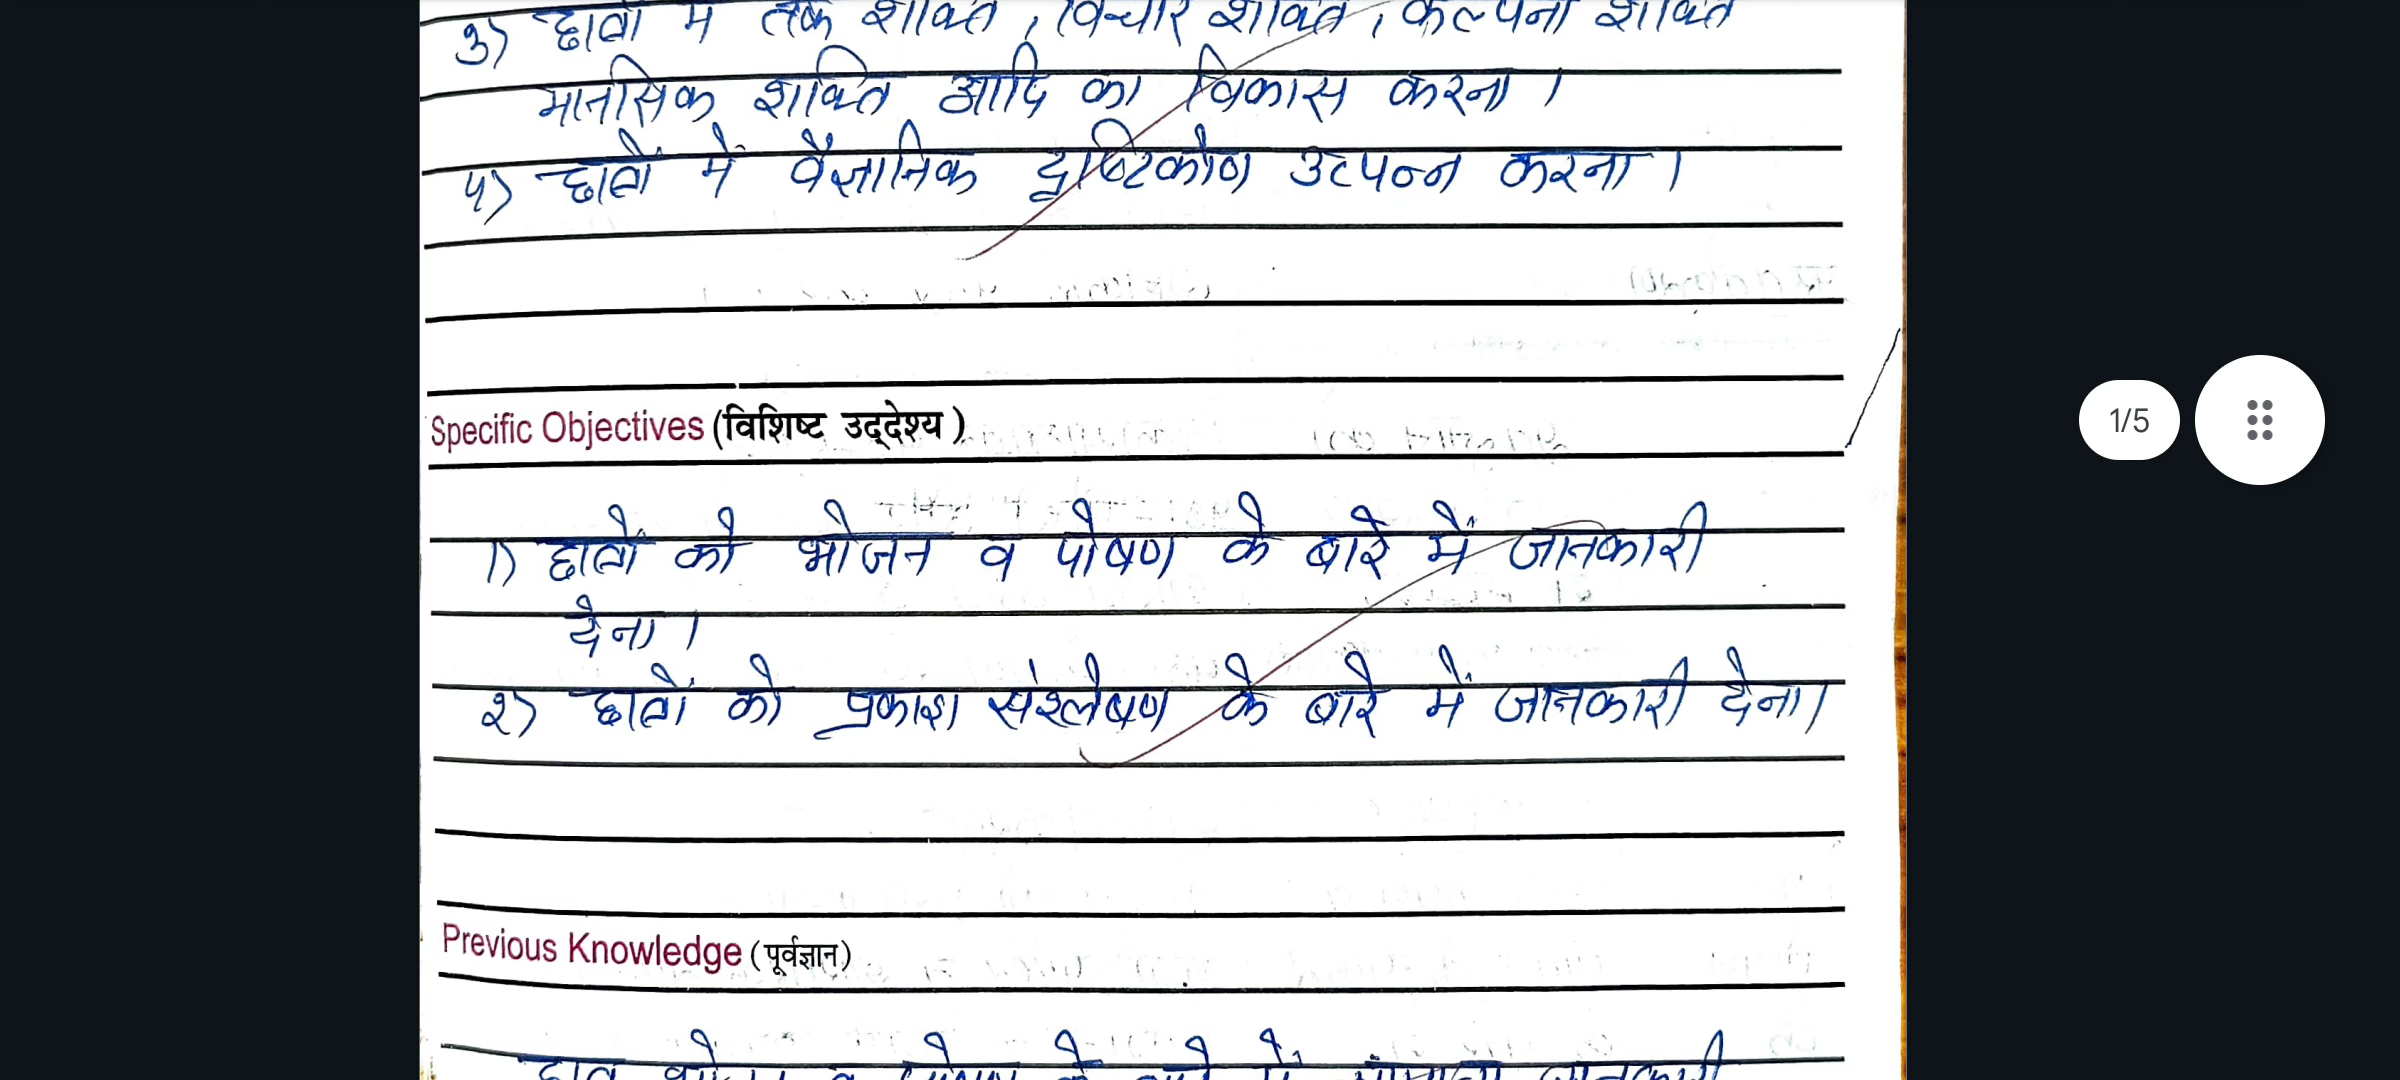 3) छात्रों में तर्क शक्ति, विचार शक्ति, कल्पना शक्ति
मानसिक शक्ति आदि का विकास करना ।
4) छात्रों में वैज्ञानिक दृष्टिकोण उत्पन्न करना ।
Specific Objectives (विशिष्ट उद्देश्य)
1) छात्रों को भोजन व पोषण के बारे में जानकारी
देना ।
2) छात्रों को प्रकाश संश्लेषण के बारे में जानकारी देना।
Previous Knowledge (पूर्वज्ञान)
1/5